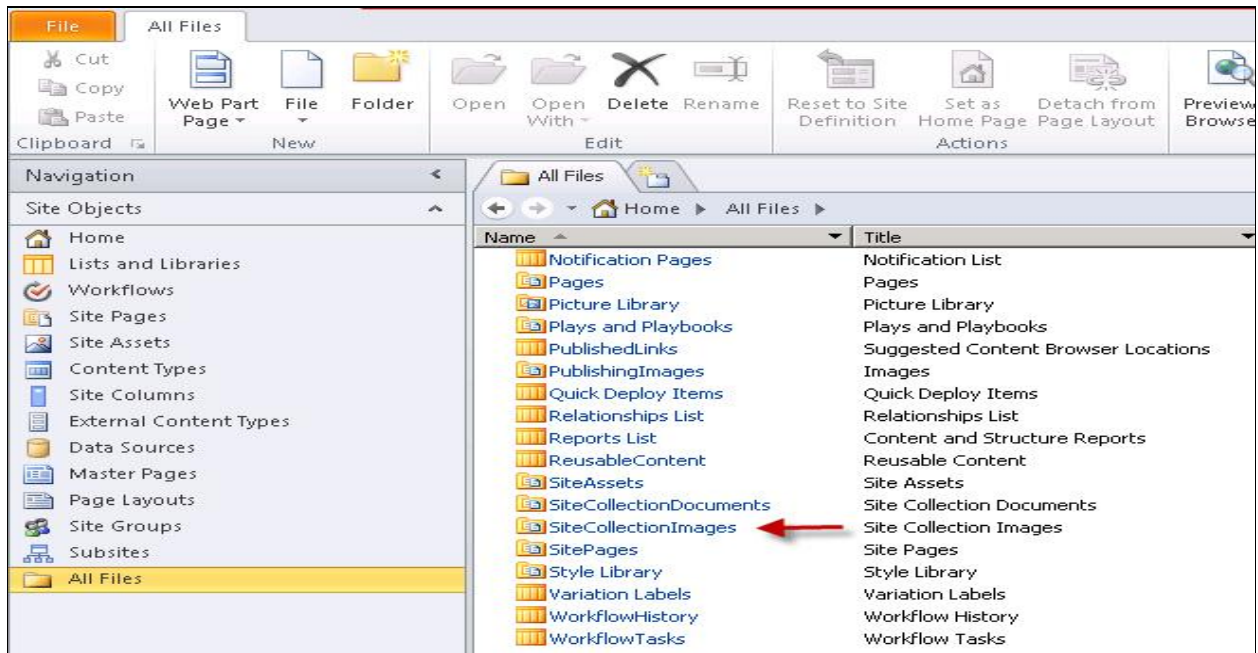 File
All Files
Cut
Copy
Paste
Clipboard
Web Part
Page
File
Folder
New
Open
Open
With
Delete
Rename
Edit
Reset to Site
Definition
Set as
Home Page
Detach from
Page Layout
Actions
Preview
Browse
Navigation
Site Objects
Home
Lists and Libraries
Workflows
Site Pages
Site Assets
Content Types
Site Columns
External Content Types
Data Sources
Master Pages
Page Layouts
Site Groups
Subsites
All Files
All Files
Home All Files
Name Title
Notification Pages Notification List
Pages Pages
Picture Library Picture Library
Plays and Playbooks Plays and Playbooks
PublishedLinks Suggested Content Browser Locations
PublishingImages Images
Quick Deploy Items Quick Deploy Items
Relationships List Relationships List
Reports List Content and Structure Reports
ReusableContent Reusable Content
SiteAssets Site Assets
SiteCollectionDocuments Site Collection Documents
SiteCollectionImages Site Collection Images
SitePages Site Pages
Style Library Style Library
Variation Labels Variation Labels
WorkflowHistory Workflow History
WorkflowTasks Workflow Tasks